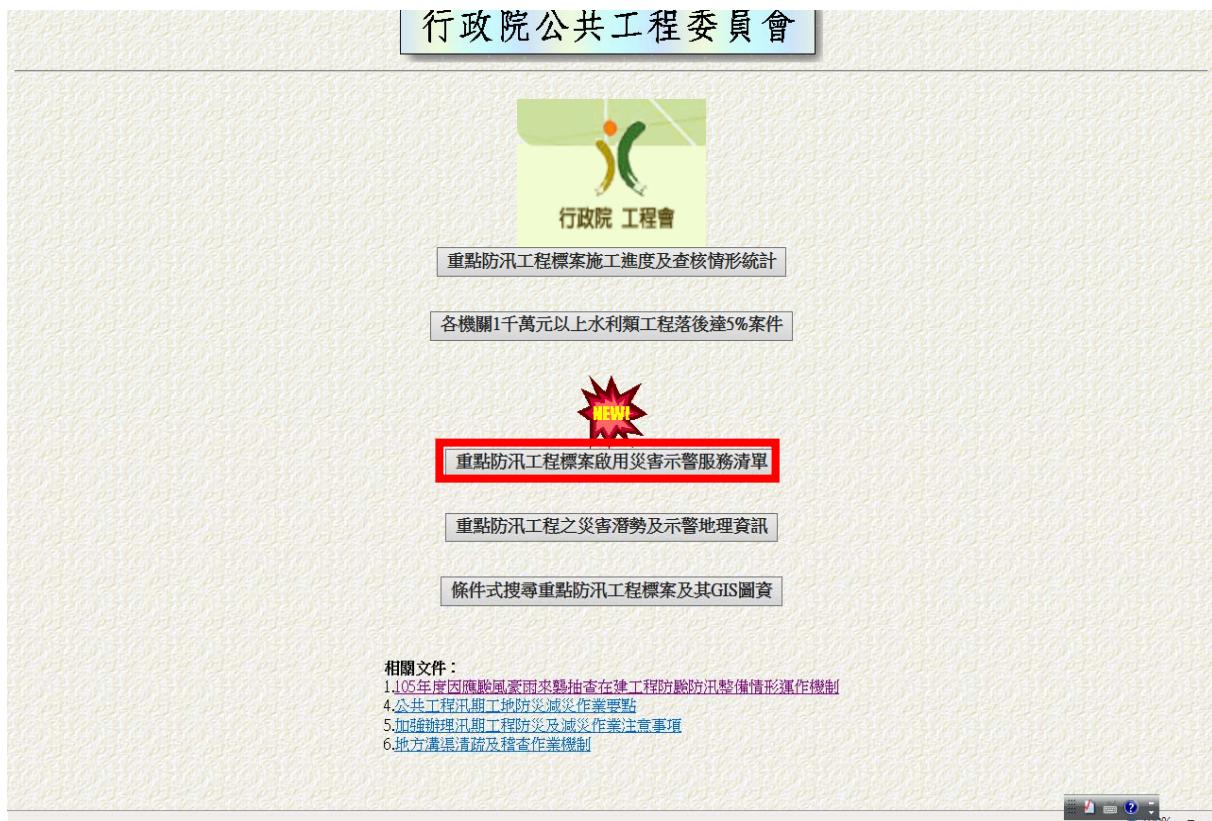 行政院公共工程委員會
行政院 工程會
重點防汛工程標案施工進度及查核情形統計
各機關1千萬元以上水利類工程落後達5%案件
NEW!
重點防汛工程標案啟用災害示警服務清單
重點防汛工程之災害潛勢及示警地理資訊
條件式搜尋重點防汛工程標案及其GIS圖資
相關文件：
1.105年度因應颱風豪雨來襲抽查在建工程防颱防汛整備情形運作機制
4.公共工程汛期工地防災減災作業要點
5.加強辦理汛期工程防災及減災作業注意事項
6.地方溝渠清疏及稽查作業機制